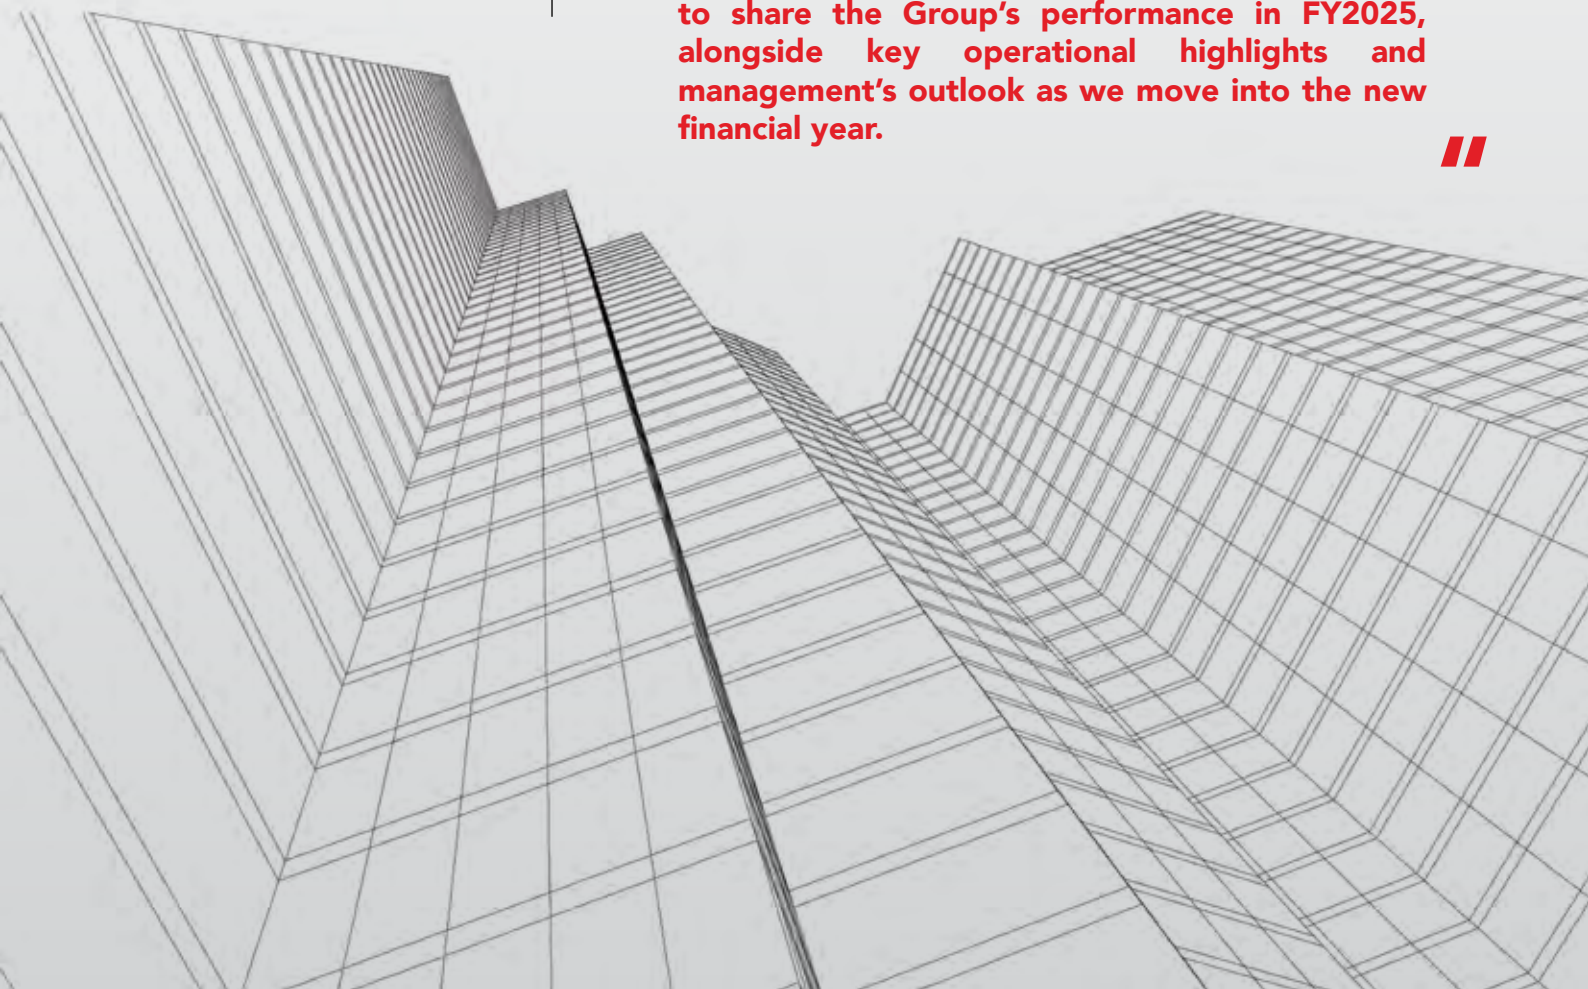 to share the Group’s performance in FY2025,
alongside key operational highlights and
management’s outlook as we move into the new
financial year.
"